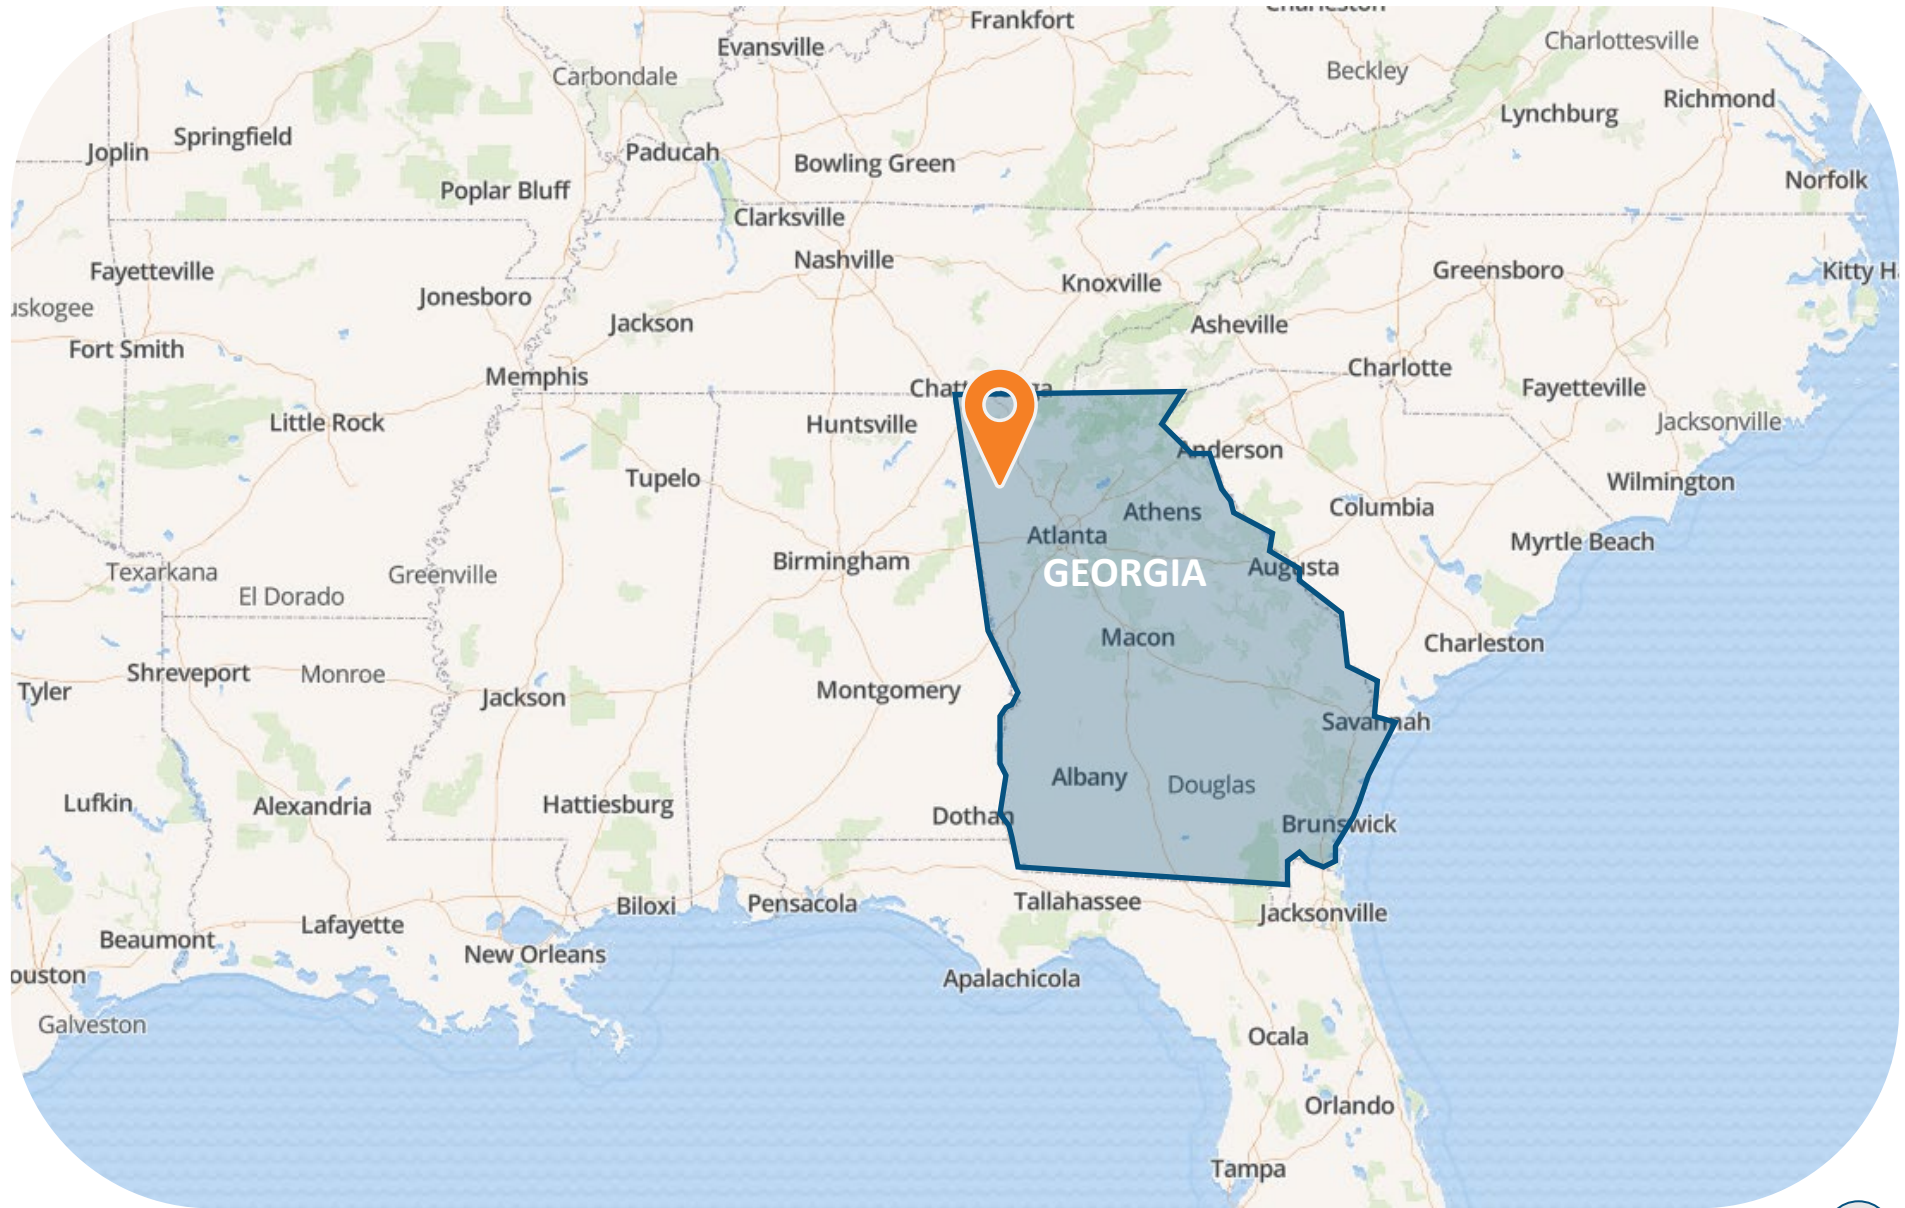 Frankfort
Evansville
Charlottesville
Carbondale
Beckley
Richmond
Lynchburg
Springfield
Joplin
Paducah
Bowling Green
Norfolk
Poplar Bluff
Clarksville
Nashville
Fayetteville
Greensboro
Kitty H
Knoxville
Jonesboro
uskogee
Jackson
Asheville
Fort Smith
Charlotte
Memphis
Fayetteville
Little Rock
Huntsville
Jacksonville
Anderson
Tupelo
Wilmington
Columbia
Athens
Atlanta
Myrtle Beach
Birmingham
GEORGIA
Augusta
Texarkana
Greenville
El Dorado
Macon
Charleston
Shreveport
Monroe
Tyler
Montgomery
Jackson
Savannah
Albany
Douglas
Lufkin
Alexandria
Hattiesburg
Dothan
Brunswick
Biloxi
Pensacola
Tallahassee
Jacksonville
Lafayette
Beaumont
New Orleans
ouston
Apalachicola
Galveston
Ocala
Orlando
Tampa